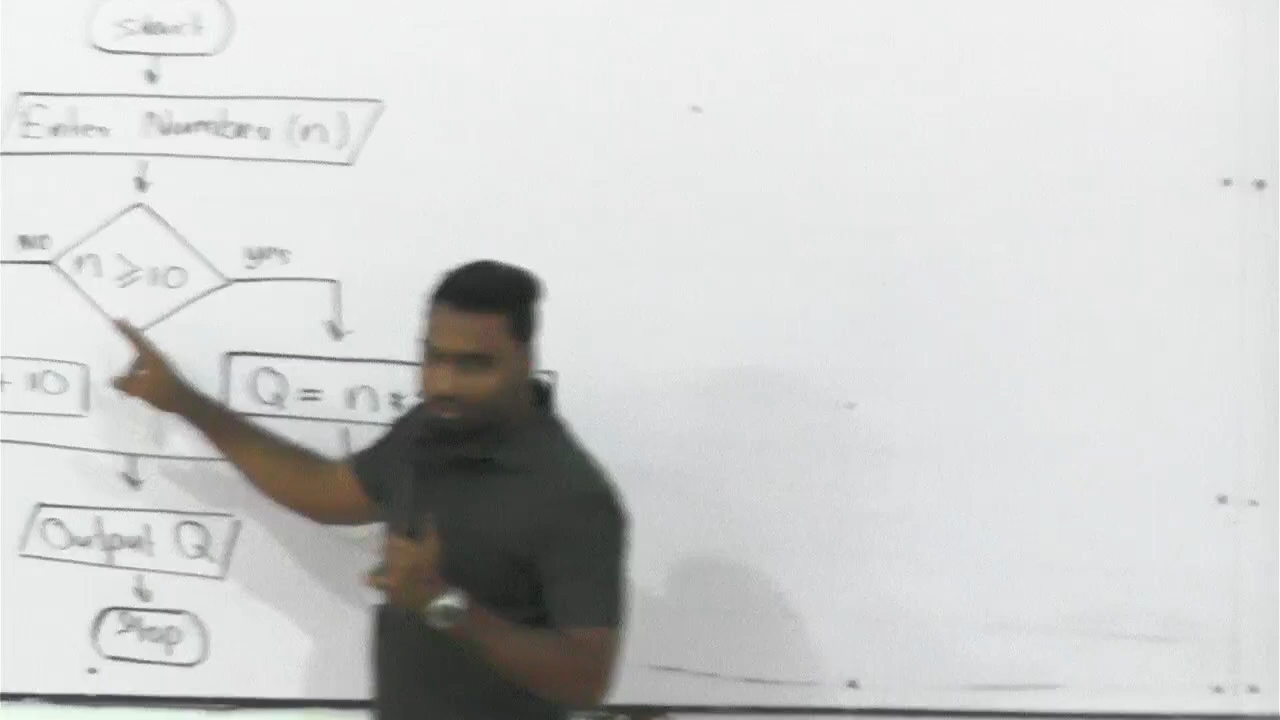 Start
Enter Number (n)
no
n ≥ 10
yes
+ 10
Q = n *
Output Q
Stop